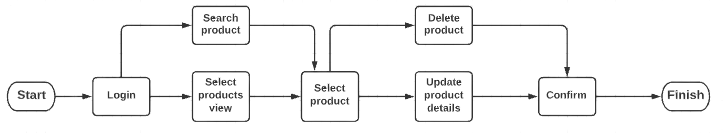 Search
product
Delete
product
Start
Login
Select
products
view
Select
product
Update
product
details
Confirm
Finish